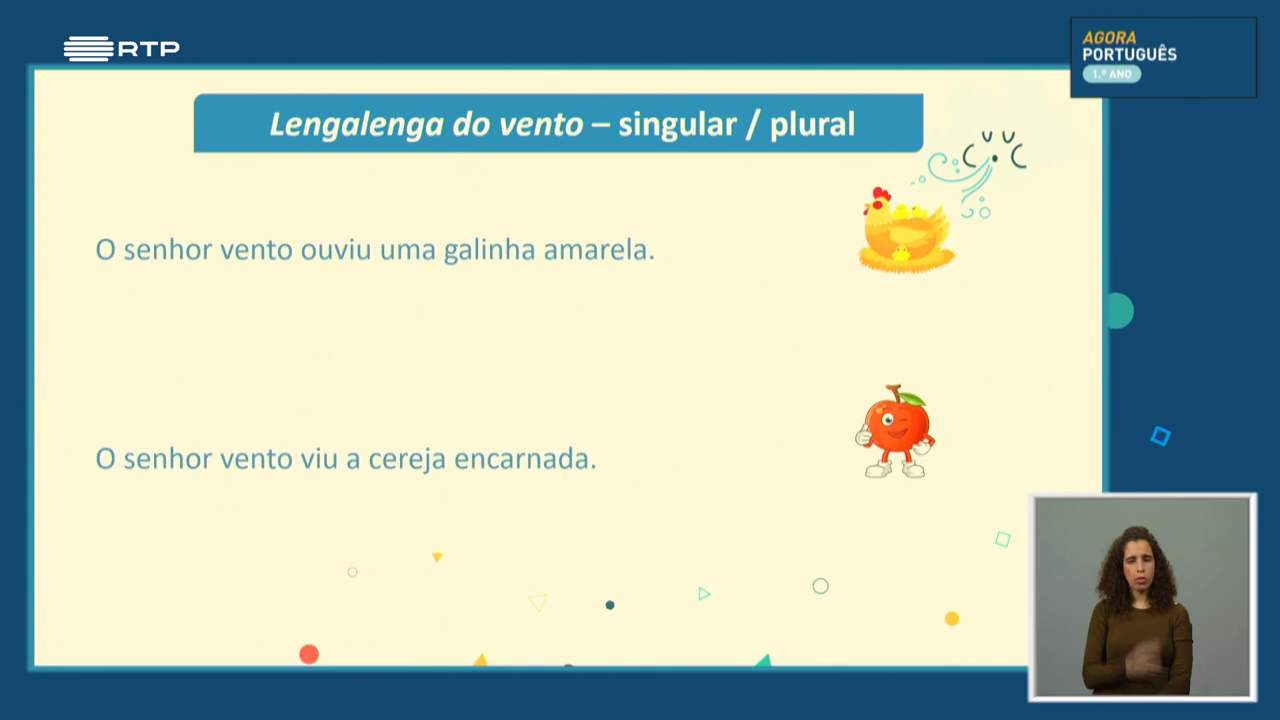 RTP
AGORA
PORTUGUÊS
1.º ANO
Lengalenga do vento – singular / plural
O senhor vento ouviu uma galinha amarela.
O senhor vento viu a cereja encarnada.